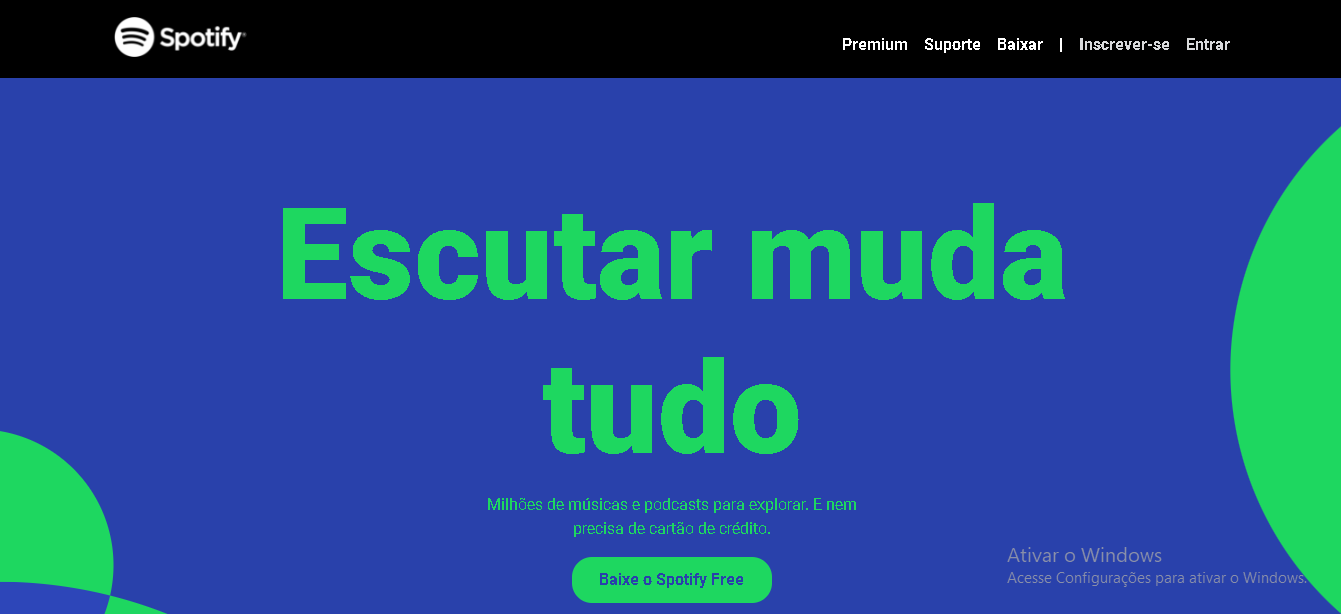 Spotify®
Premium Suporte Baixar | Inscrever-se Entrar
Escutar muda
tudo
Milhões de músicas e podcasts para explorar. E nem
precisa de cartão de crédito.
Baixe o Spotify Free
Ativar o Windows
Acesse Configurações para ativar o Windows.